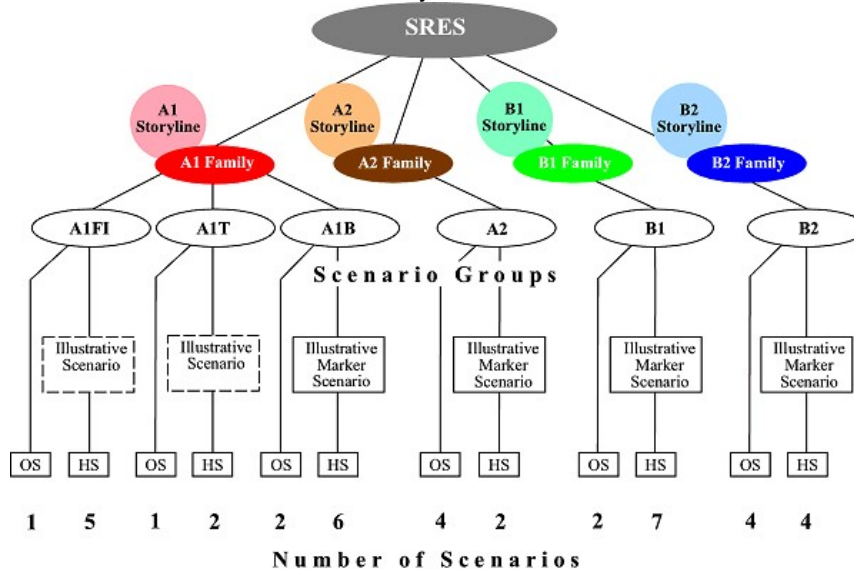 SRES
A1
Storyline
A2
Storyline
B1
Storyline
B2
Storyline
A1 Family
A2 Family
B1 Family
B2 Family
A1FI
A1T
A1B
A2
B1
B2
Scenario Groups
Illustrative
Scenario
Illustrative
Scenario
Illustrative
Marker
Scenario
Illustrative
Marker
Scenario
Illustrative
Marker
Scenario
Illustrative
Marker
Scenario
OS HS OS HS OS HS OS HS OS HS OS HS
1 5 1 2 2 6 4 2 2 7 4 4
Number of Scenarios